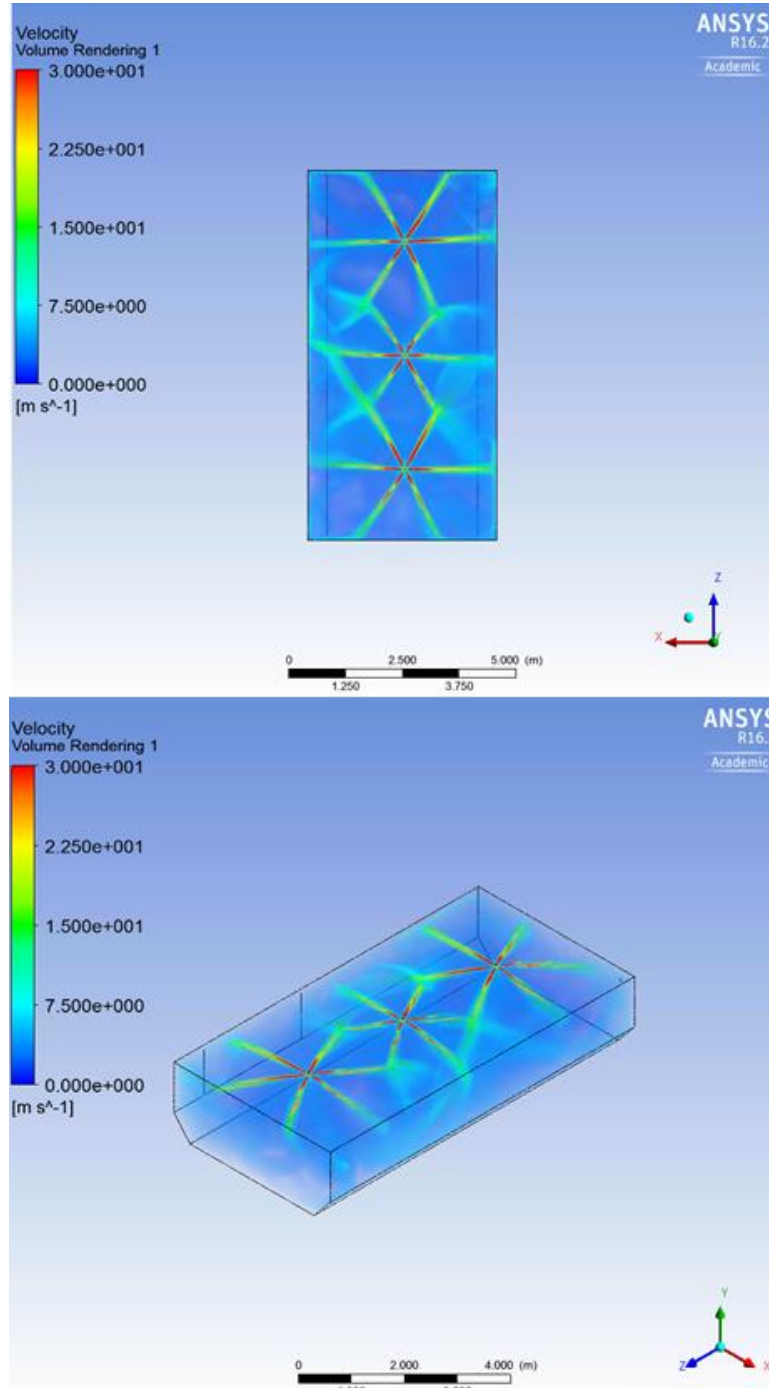 Velocity
Volume Rendering 1
ANSYS
R16.2
Academic
3.000e+001
2.250e+001
1.500e+001
7.500e+000
0.000e+000
[m s^-1]
Z
X
Y
0 2.500 5.000 (m)
1.250 3.750
Velocity
Volume Rendering 1
ANSYS
R16.
Academic
3.000e+001
2.250e+001
1.500e+001
7.500e+000
0.000e+000
[m s^-1]
Y
Z
X
0 2.000 4.000 (m)